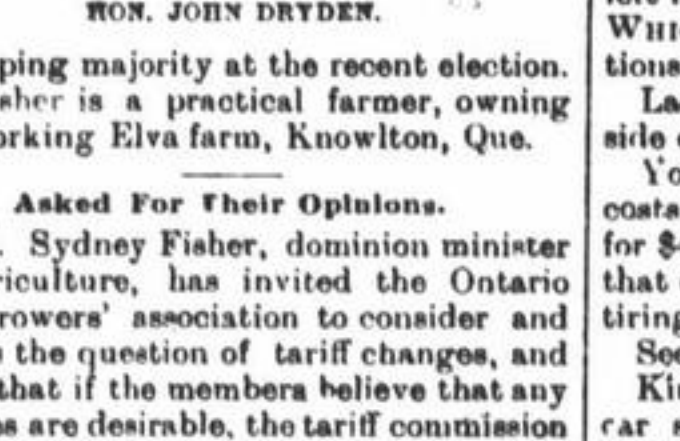 HON. JOHN DRYDEN.
ping majority at the recent election.
sher is a practical farmer, owning
orking Elva farm, Knowlton, Que.
Asked For Their Opinions.
. Sydney Fisher, dominion minister
riculture, has invited the Ontario
rowers' association to consider and
the question of tariff changes, and
that if the members believe that any
s are desirable, the tariff commission
WHI
tions
La
side
Yo
costs
for $
that
tiring
See
Ki
car s